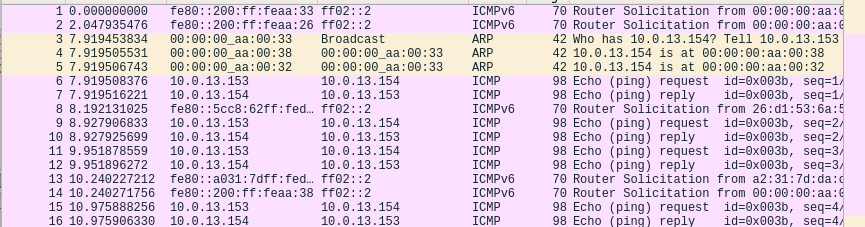 1 0.000000000 fe80::200:ff:feaa:33 ff02::2 ICMPv6 70 Router Solicitation from 00:00:00:aa:0
2 2.047935476 fe80::200:ff:feaa:26 ff02::2 ICMPv6 70 Router Solicitation from 00:00:00:aa:0
3 7.919453834 00:00:00_aa:00:33 Broadcast ARP 42 Who has 10.0.13.154? Tell 10.0.13.153
4 7.919505531 00:00:00_aa:00:38 00:00:00_aa:00:33 ARP 42 10.0.13.154 is at 00:00:00:aa:00:38
5 7.919506743 00:00:00_aa:00:32 00:00:00_aa:00:33 ARP 42 10.0.13.154 is at 00:00:00:aa:00:32
6 7.919508376 10.0.13.153 10.0.13.154 ICMP 98 Echo (ping) request id=0x003b, seq=1/
7 7.919516221 10.0.13.154 10.0.13.153 ICMP 98 Echo (ping) reply id=0x003b, seq=1/
8 8.192131025 fe80::5cc8:62ff:fed… ff02::2 ICMPv6 70 Router Solicitation from 26:d1:53:6a:5
9 8.927906833 10.0.13.153 10.0.13.154 ICMP 98 Echo (ping) request id=0x003b, seq=2/
10 8.927925699 10.0.13.154 10.0.13.153 ICMP 98 Echo (ping) reply id=0x003b, seq=2/
11 9.951878559 10.0.13.153 10.0.13.154 ICMP 98 Echo (ping) request id=0x003b, seq=3/
12 9.951896272 10.0.13.154 10.0.13.153 ICMP 98 Echo (ping) reply id=0x003b, seq=3/
13 10.240227212 fe80::a031:7dff:fed… ff02::2 ICMPv6 70 Router Solicitation from a2:31:7d:da:c
14 10.240271756 fe80::200:ff:feaa:38 ff02::2 ICMPv6 70 Router Solicitation from 00:00:00:aa:0
15 10.975888256 10.0.13.153 10.0.13.154 ICMP 98 Echo (ping) request id=0x003b, seq=4/
16 10.975906330 10.0.13.154 10.0.13.153 ICMP 98 Echo (ping) reply id=0x003b, seq=4/